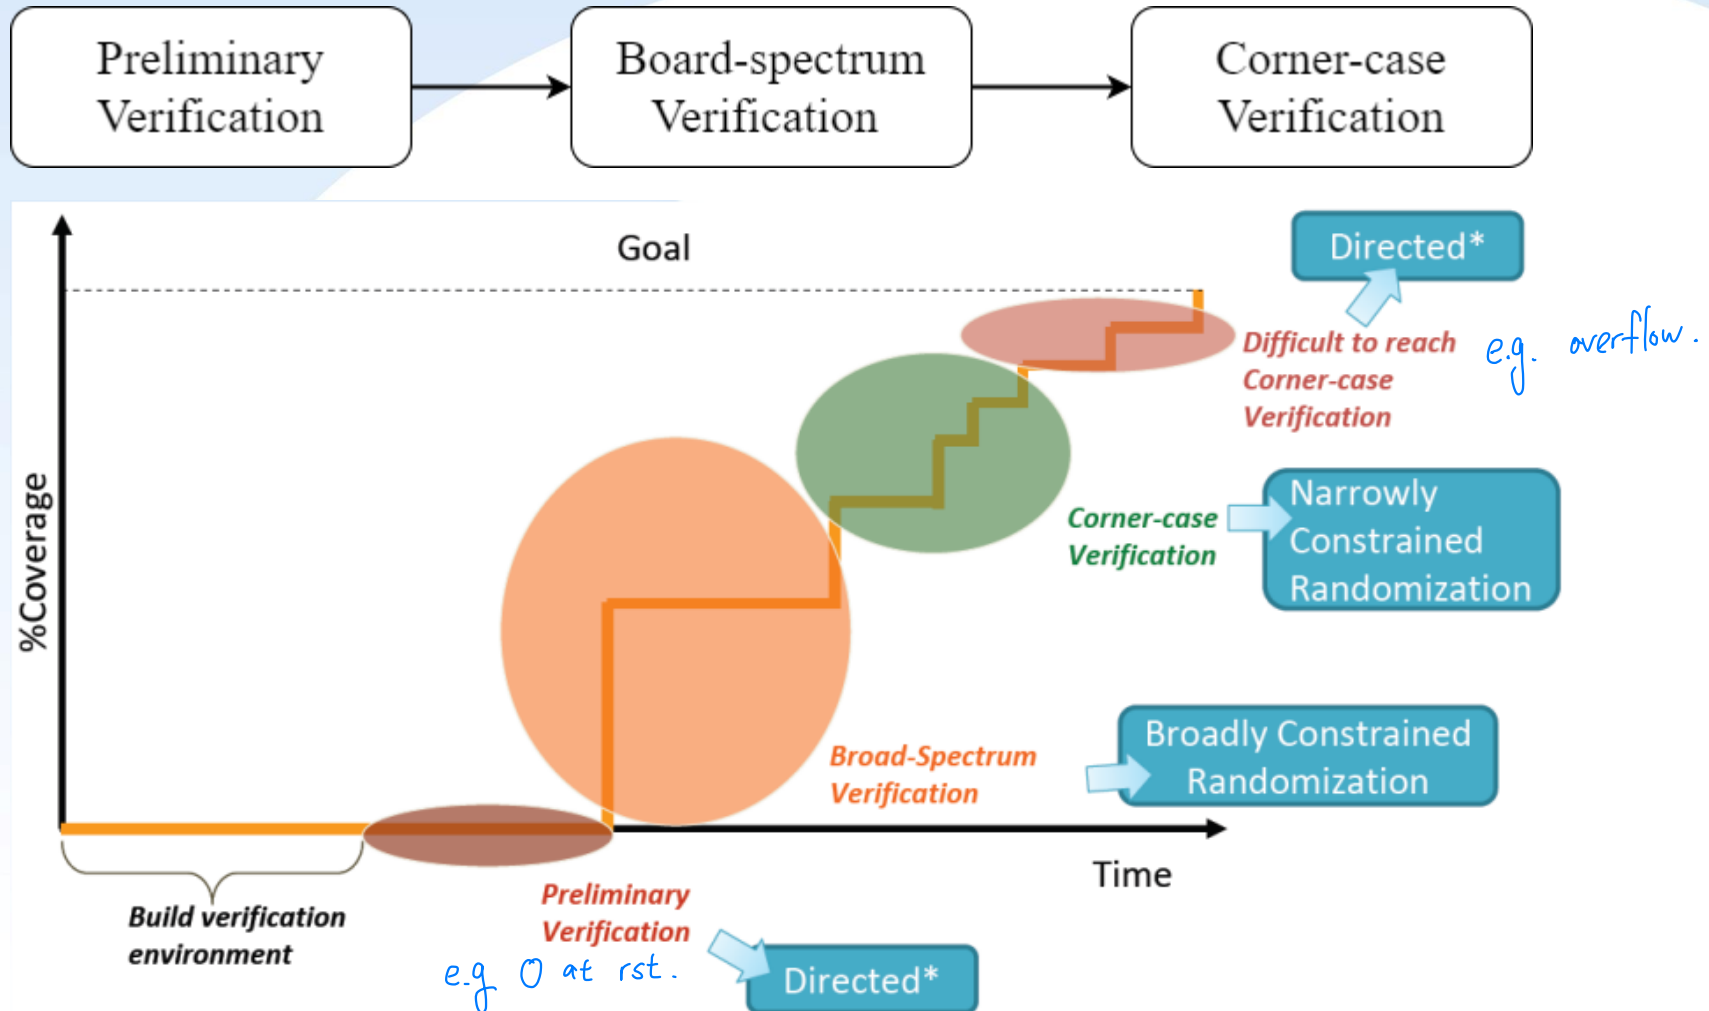 Preliminary
Verification
Board-spectrum
Verification
Corner-case
Verification
Goal
Directed*
Difficult to reach
Corner-case
Verification
e.g. overflow.
%Coverage
Corner-case
Verification
Narrowly
Constrained
Randomization
Broad-Spectrum
Verification
Broadly Constrained
Randomization
Time
Build verification
environment
Preliminary
Verification
e.g 0 at rst.
Directed*